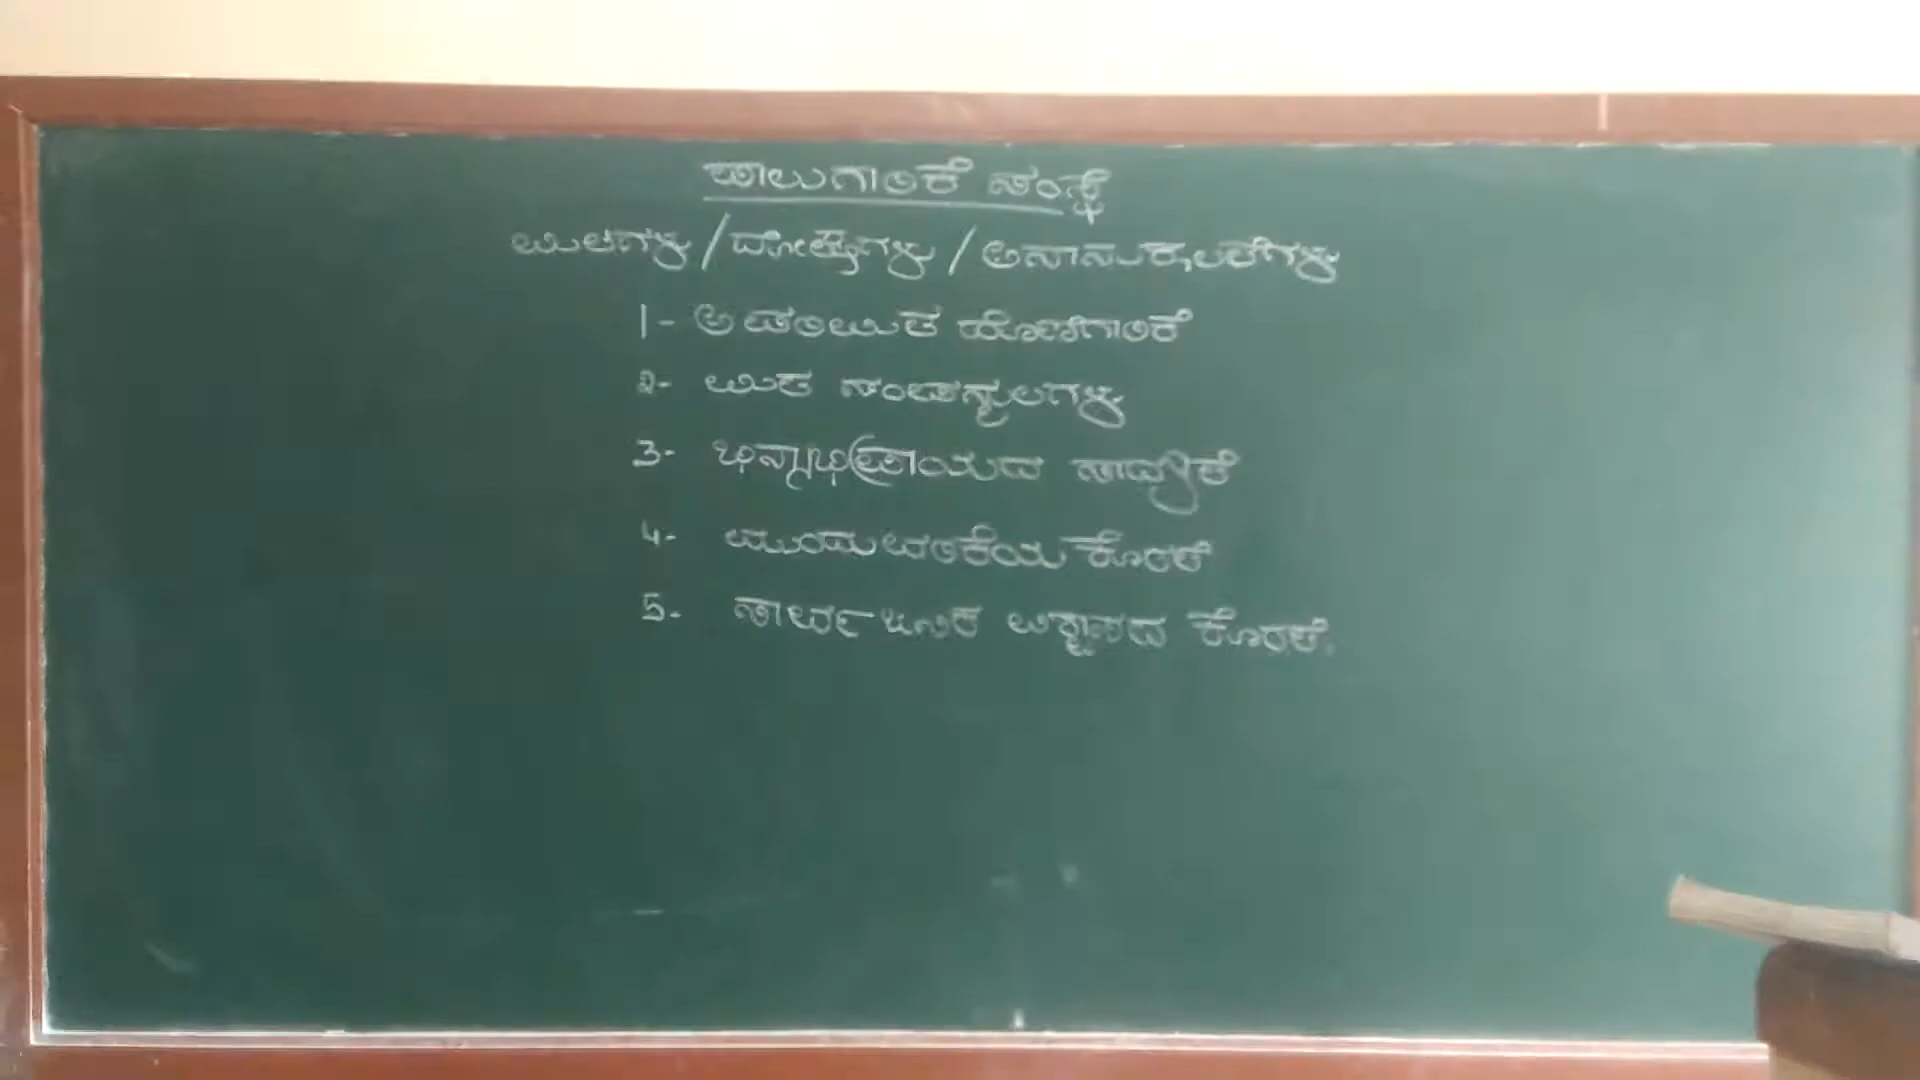 ಪಾಲುಗಾರಿಕೆ ಸಂಸ್ಥೆ
ಮಿತಿಗಳು / ದೋಷಗಳು / ಅನಾನುಕೂಲತೆಗಳು
1- ಅಪರಿಮಿತ ಹೊಣೆಗಾರಿಕೆ
2- ಮಿತ ಸಂಪನ್ಮೂಲಗಳು
3- ಭಿನ್ನಾಭಿಪ್ರಾಯದ ಸಾಧ್ಯತೆ
4- ಮುಂದುವರಿಕೆಯ ಕೊರತೆ
5- ಸಾರ್ವಜನಿಕ ವಿಶ್ವಾಸದ ಕೊರತೆ.